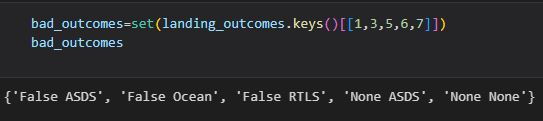 bad_outcomes=set(landing_outcomes.keys()[[1,3,5,6,7]])
bad_outcomes
{'False ASDS', 'False Ocean', 'False RTLS', 'None ASDS', 'None None'}